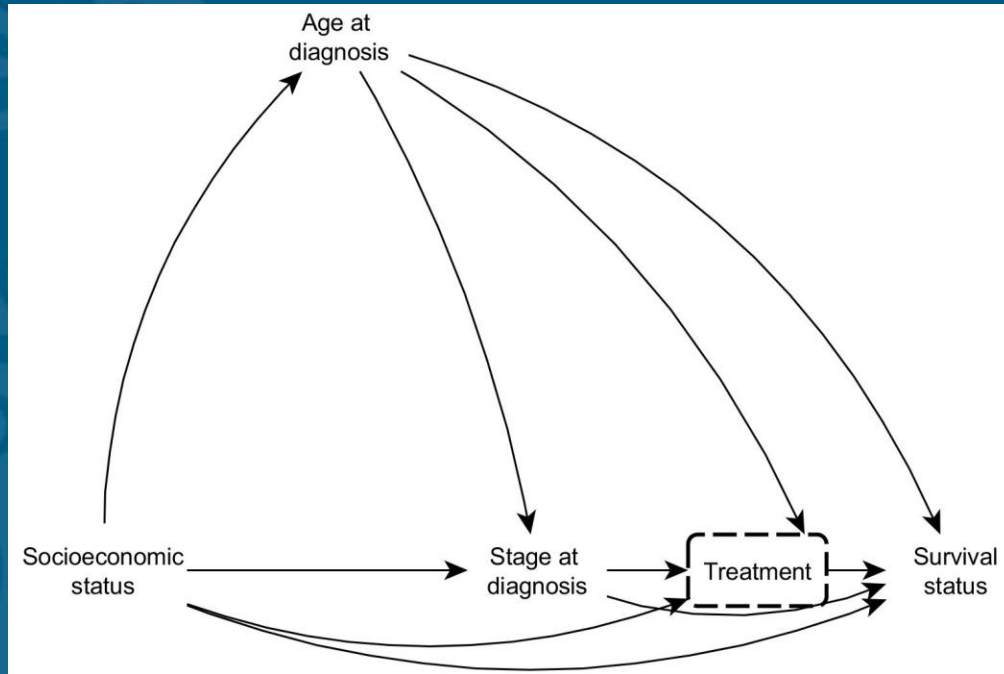 Age at
diagnosis
Socioeconomic
status
Stage at
diagnosis
Treatment
Survival
status